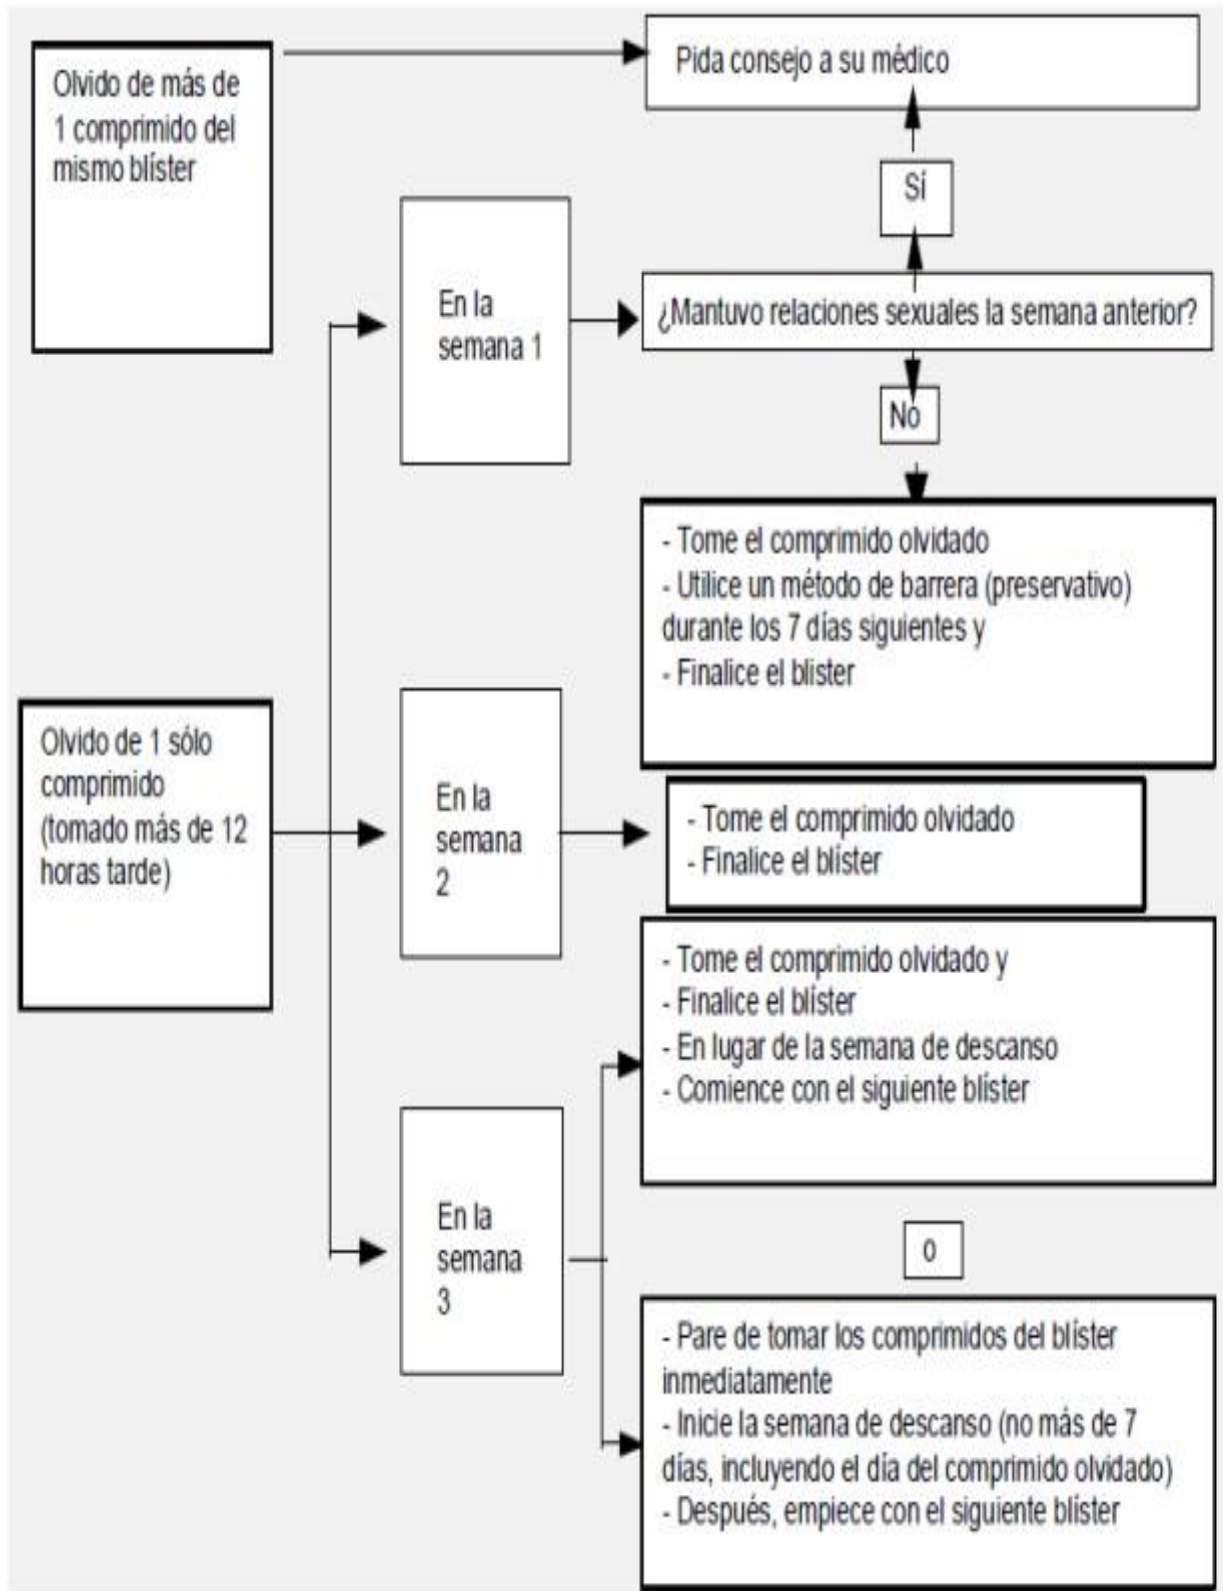 Olvido de más de
1 comprimido del
mismo blíster
Pida consejo a su médico
Sí
En la
semana 1
¿Mantuvo relaciones sexuales la semana anterior?
No
- Tome el comprimido olvidado
- Utilice un método de barrera (preservativo)
durante los 7 días siguientes y
- Finalice el blister
Olvido de 1 sólo
comprimido
(tomado más de 12
horas tarde)
En la
semana
2
- Tome el comprimido olvidado
- Finalice el blíster
- Tome el comprimido olvidado y
- Finalice el blíster
- En lugar de la semana de descanso
- Comience con el siguiente blíster
En la
semana
3
o
- Pare de tomar los comprimidos del blíster
inmediatamente
- Inicie la semana de descanso (no más de 7
días, incluyendo el día del comprimido olvidado)
- Después, empiece con el siguiente blíster